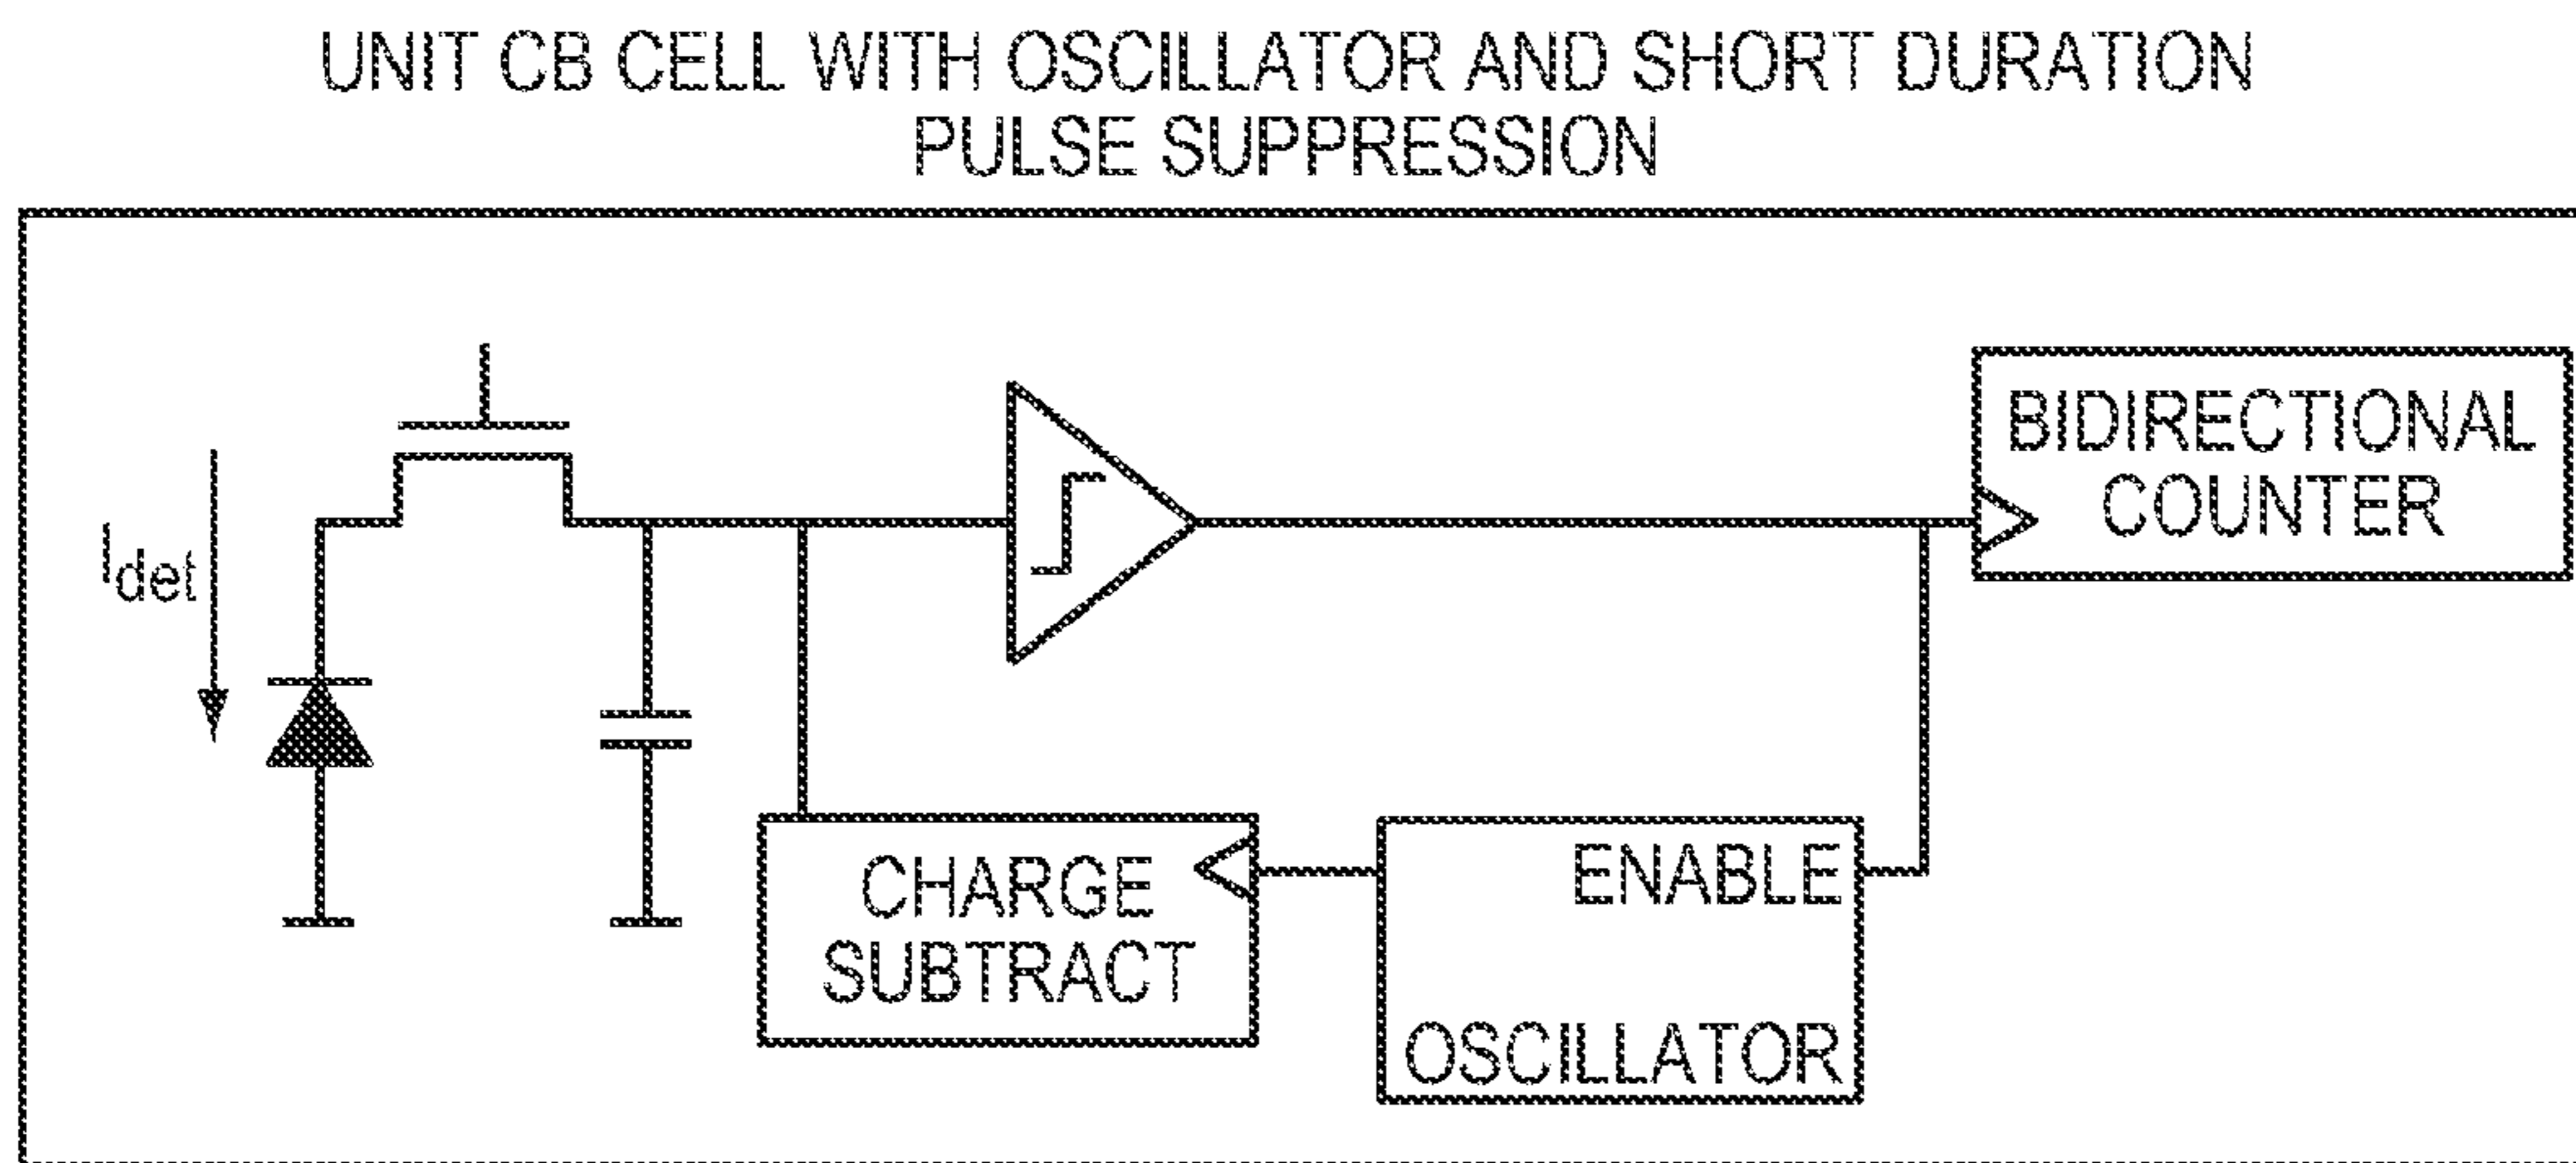 UNIT CB CELL WITH OSCILLATOR AND SHORT DURATION
PULSE SUPPRESSION
BIDIRECTIONAL
COUNTER
Idet
CHARGE
SUBTRACT
ENABLE
OSCILLATOR